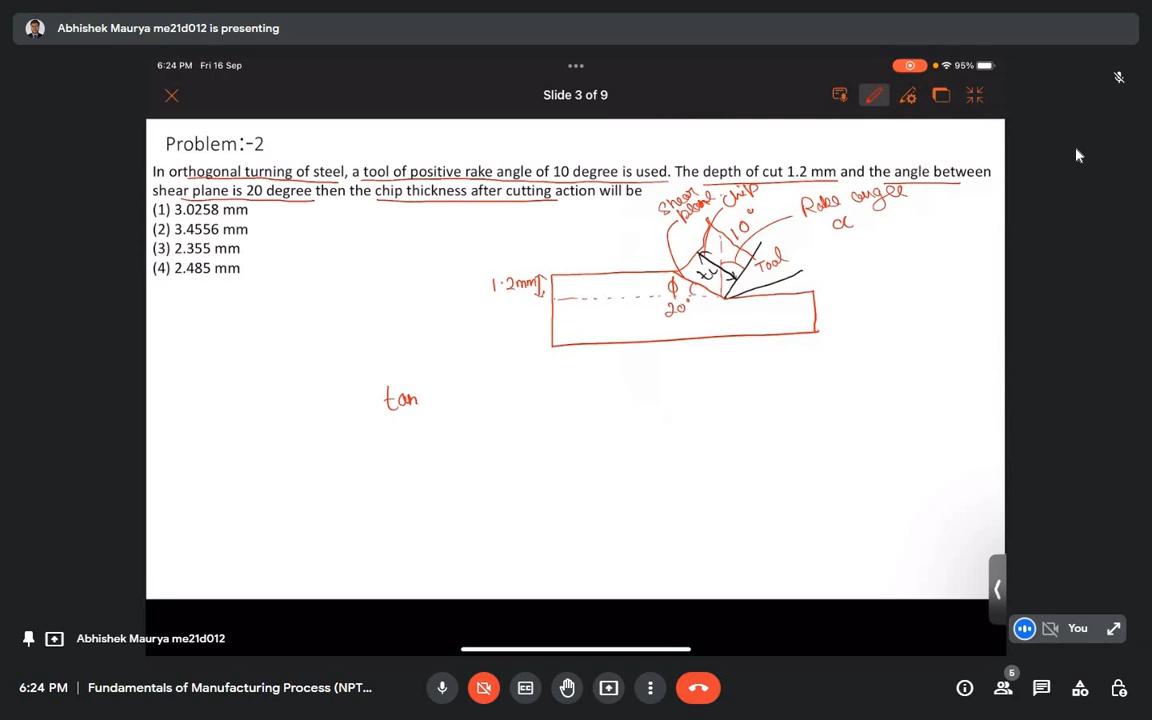 Abhishek Maurya me21d012 is presenting
6:24 PM Fri 16 Sep
95%
Slide 3 of 9
Problem:-2
In orthogonal turning of steel, a tool of positive rake angle of 10 degree is used. The depth of cut 1.2 mm and the angle between
shear plane is 20 degree then the chip thickness after cutting action will be
(1) 3.0258 mm
(2) 3.4556 mm
(3) 2.355 mm
(4) 2.485 mm
shear
plane
chip
10°
Rake angle
α
Tool
1.2mm
ϕ
20°
tan
Abhishek Maurya me21d012
You
6:24 PM | Fundamentals of Manufacturing Process (NPT...
5